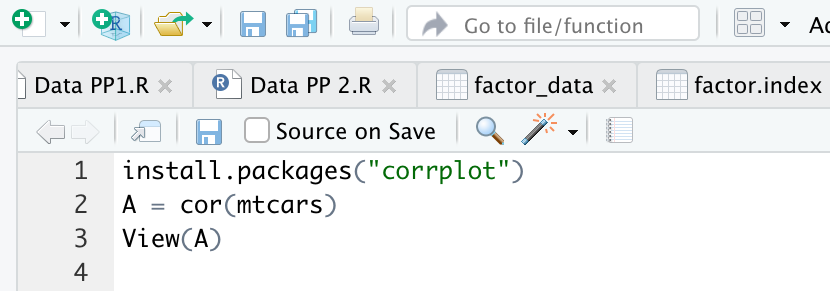 Go to file/function
Ad
Data PP1.R
Data PP 2.R
factor_data
factor.index
Source on Save
1 install.packages("corrplot")
2 A = cor(mtcars)
3 View(A)
4